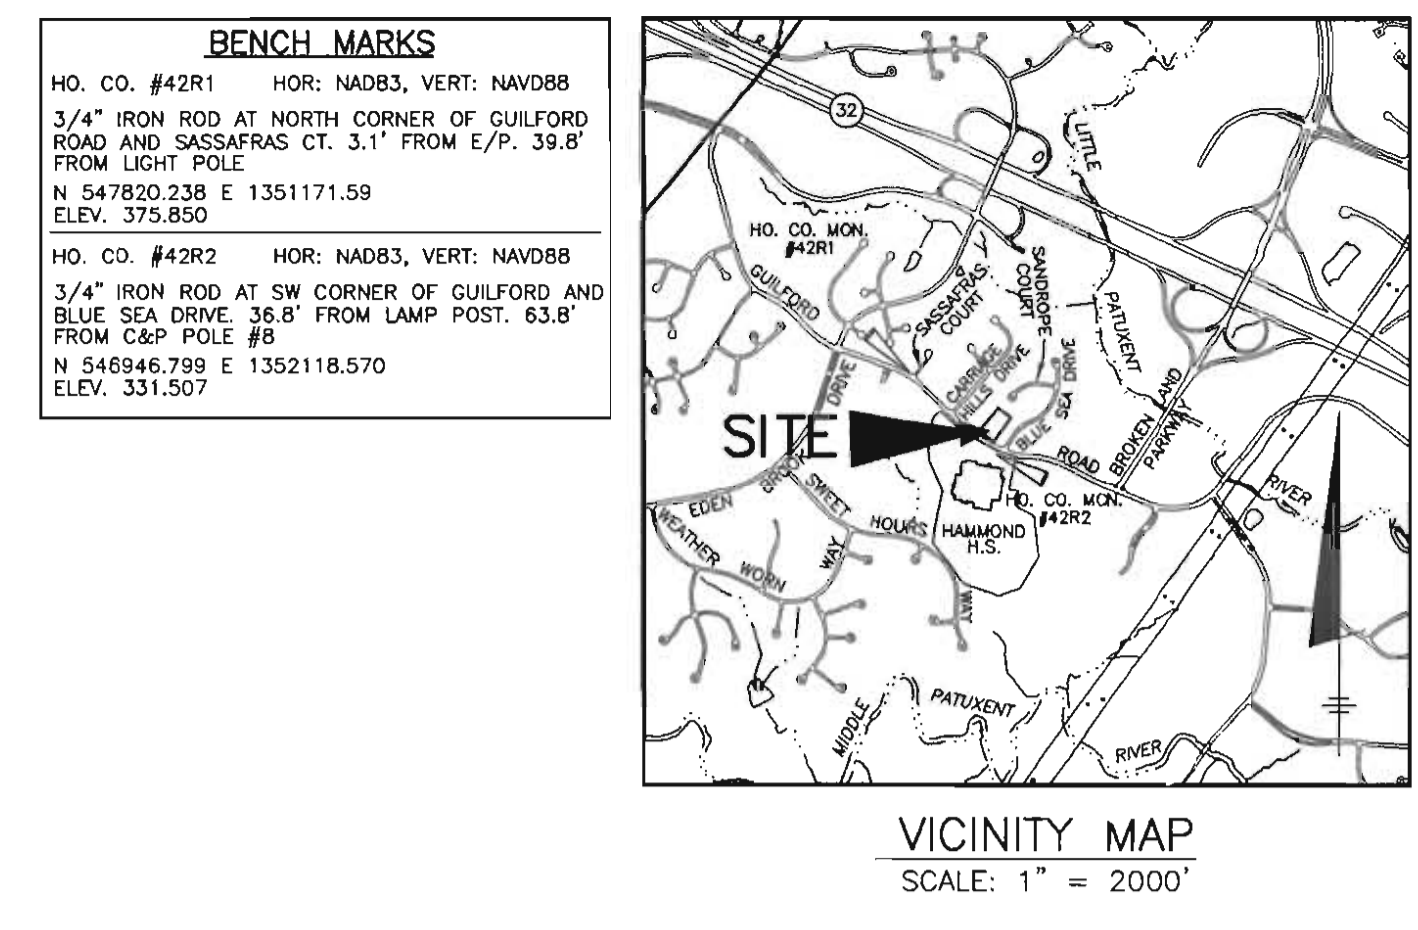 BENCH MARKS
HO. CO. #42R1 HOR: NAD83, VERT: NAVD88
3/4" IRON ROD AT NORTH CORNER OF GUILFORD
ROAD AND SASSAFRAS CT. 3.1' FROM E/P. 39.8'
FROM LIGHT POLE
N 547820.238 E 1351171.59
ELEV. 375.850
HO. CO. #42R2 HOR: NAD83, VERT: NAVD88
3/4" IRON ROD AT SW CORNER OF GUILFORD AND
BLUE SEA DRIVE. 36.8' FROM LAMP POST. 63.8'
FROM C&P POLE #8
N 546946.799 E 1352118.570
ELEV. 331.507
32
LITTLE
PATUXENT
RIVER
HO. CO. MON.
#42R1
GUILFORD
ROAD
SASSAFRAS
COURT
SANDROPE
COURT
CARRIAGE
HILLS DRIVE
BLUE SEA DRIVE
BROKEN LAND
PARKWAY
SITE
EDEN
BROOK
DRIVE
SWEET
HOURS
WAY
WEATHER
WORN
WAY
HAMMOND
H.S.
HO. CO. MON.
#42R2
MIDDLE
PATUXENT
RIVER
VICINITY MAP
SCALE: 1" = 2000'